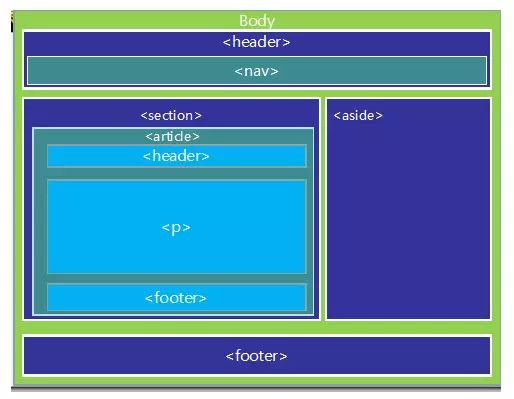 Body
<header>
<nav>
<section>
<article>
<header>
<p>
<footer>
<aside>
<footer>